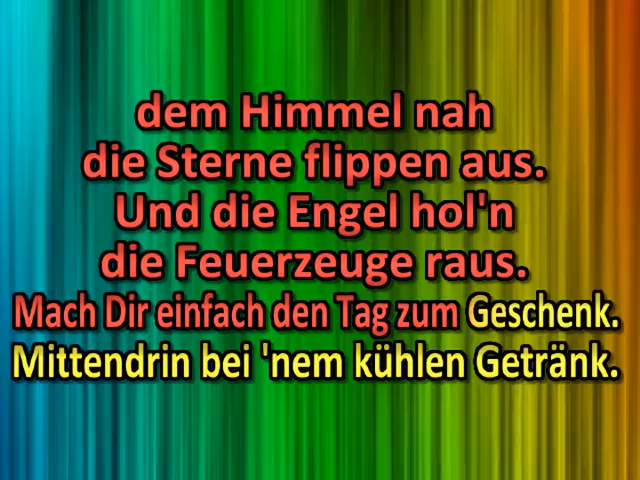 dem Himmel nah
die Sterne flippen aus.
Und die Engel hol'n
die Feuerzeuge raus.
Mach Dir einfach den Tag zum Geschenk.
Mittendrin bei 'nem kühlen Getränk.